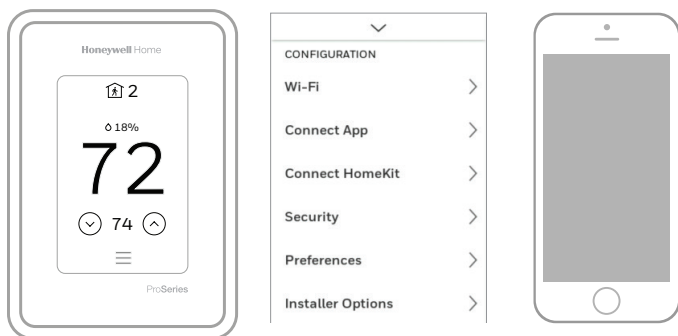 Honeywell Home
2
18%
72
74
ProSeries
CONFIGURATION
Wi-Fi
Connect App
Connect HomeKit
Security
Preferences
Installer Options